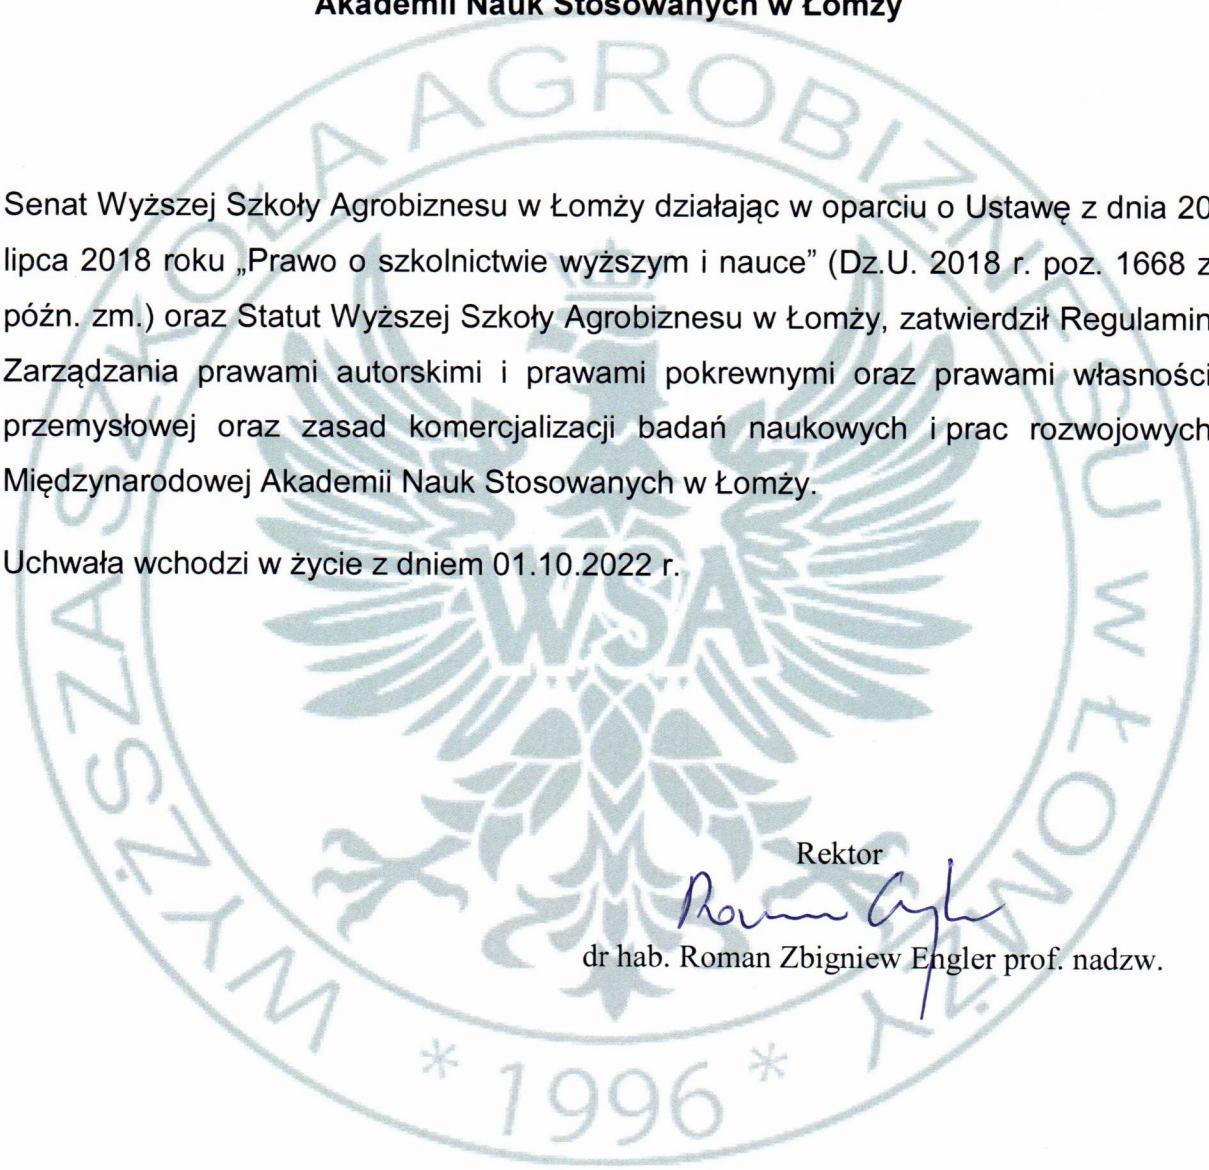 Akademii Nauk Stosowanych w Łomży
Senat Wyższej Szkoły Agrobiznesu w Łomży działając w oparciu o Ustawę z dnia 20
lipca 2018 roku „Prawo o szkolnictwie wyższym i nauce” (Dz.U. 2018 r. poz. 1668 z
późn. zm.) oraz Statut Wyższej Szkoły Agrobiznesu w Łomży, zatwierdził Regulamin
Zarządzania prawami autorskimi i prawami pokrewnymi oraz prawami własności
przemysłowej oraz zasad komercjalizacji badań naukowych i prac rozwojowych
Międzynarodowej Akademii Nauk Stosowanych w Łomży.
Uchwała wchodzi w życie z dniem 01.10.2022 r.
Rektor
dr hab. Roman Zbigniew Engler prof. nadzw.
WYŻSZA SZKOŁA AGROBIZNESU W ŁOMŻY
WSA
* 1996 *